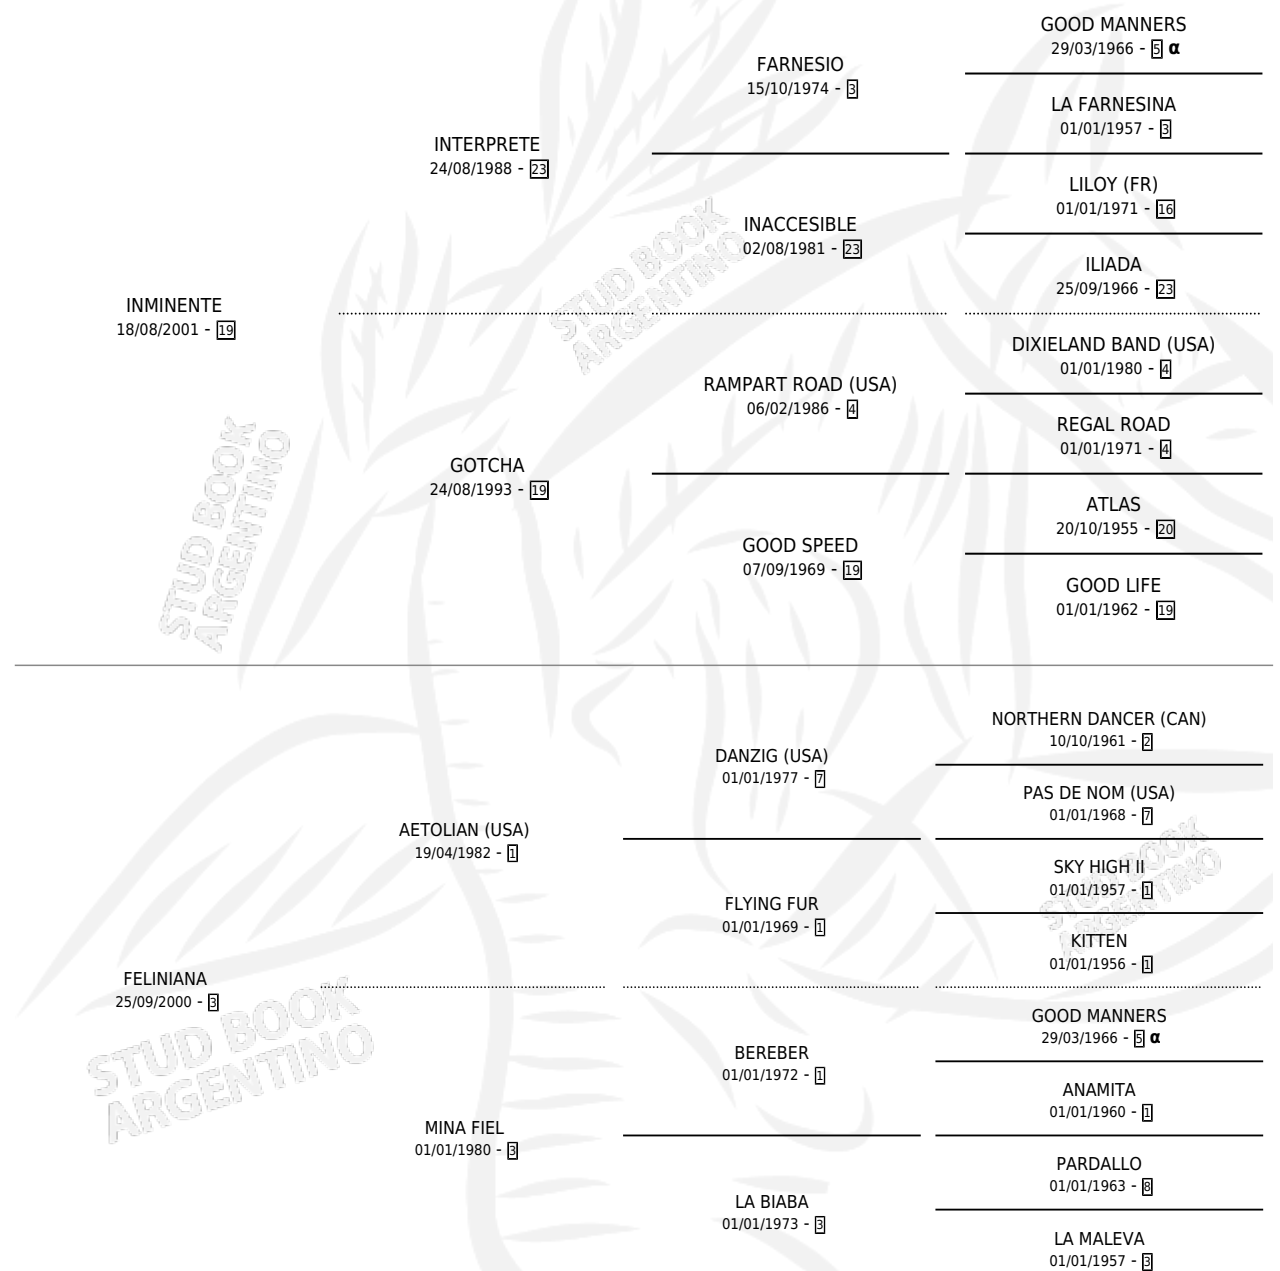 GOOD MANNERS
29/03/1966 - 5 α
FARNESIO
15/10/1974 - 3
LA FARNESINA
01/01/1957 - 3
INTERPRETE
24/08/1988 - 23
LILOY (FR)
01/01/1971 - 16
INACCESIBLE
02/08/1981 - 23
ILIADA
25/09/1966 - 23
INMINENTE
18/08/2001 - 19
DIXIELAND BAND (USA)
01/01/1980 - 4
RAMPART ROAD (USA)
06/02/1986 - 4
REGAL ROAD
01/01/1971 - 4
GOTCHA
24/08/1993 - 19
ATLAS
20/10/1955 - 20
GOOD SPEED
07/09/1969 - 19
GOOD LIFE
01/01/1962 - 19
NORTHERN DANCER (CAN)
10/10/1961 - 2
DANZIG (USA)
01/01/1977 - 7
PAS DE NOM (USA)
01/01/1968 - 7
AETOLIAN (USA)
19/04/1982 - 1
SKY HIGH II
01/01/1957 - 1
FLYING FUR
01/01/1969 - 1
KITTEN
01/01/1956 - 1
FELINIANA
25/09/2000 - 3
GOOD MANNERS
29/03/1966 - 5 α
BEREBER
01/01/1972 - 1
ANAMITA
01/01/1960 - 1
MINA FIEL
01/01/1980 - 3
PARDALLO
01/01/1963 - 8
LA BIABA
01/01/1973 - 3
LA MALEVA
01/01/1957 - 3
STUD BOOK
ARGENTINO
STUD BOOK
ARGENTINO
STUD BOOK
ARGENTINO
STUD BOOK
ARGENTINO